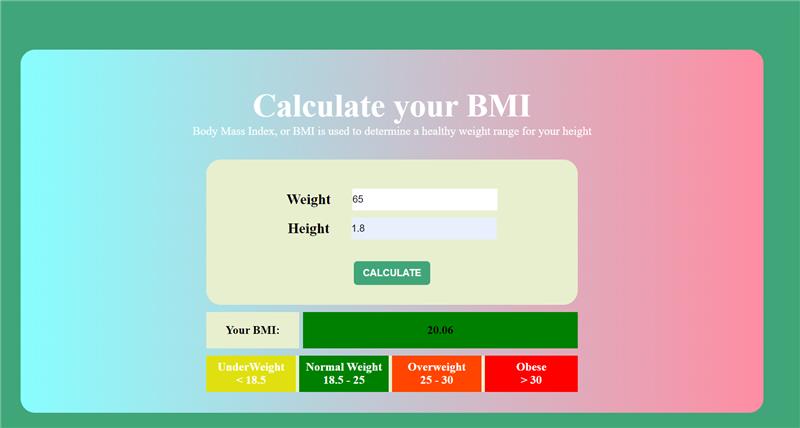 Calculate your BMI
Body Mass Index, or BMI is used to determine a healthy weight range for your height
Weight 65
Height 1.8
CALCULATE
Your BMI: 20.06
UnderWeight Normal Weight Overweight Obese
< 18.5 18.5 - 25 25 - 30 > 30